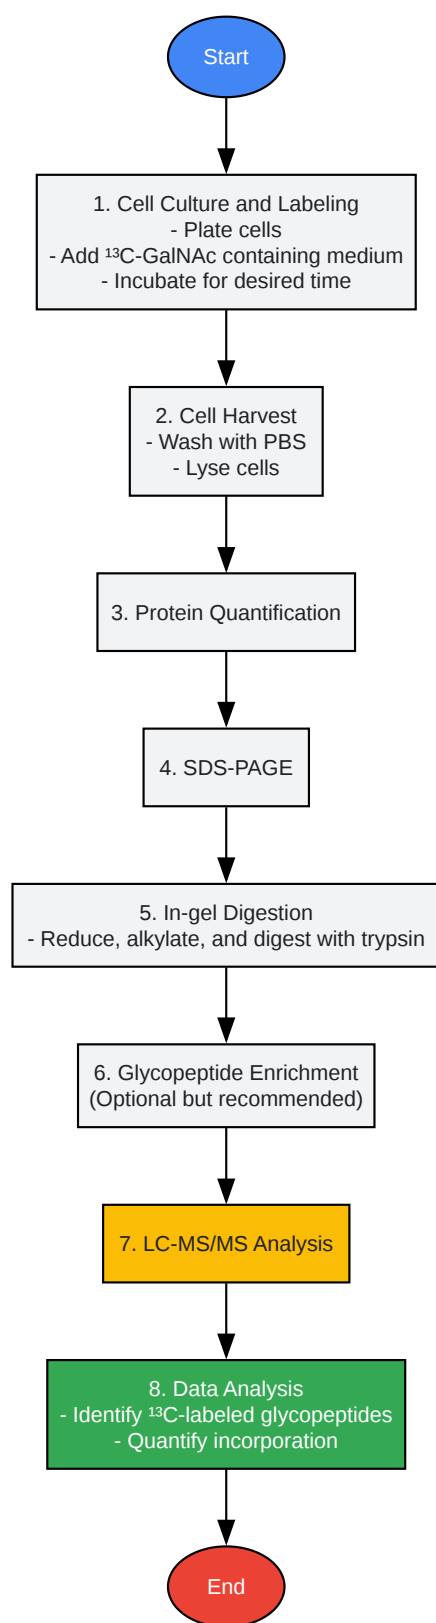 Start
1. Cell Culture and Labeling
- Plate cells
- Add ¹³C-GalNAc containing medium
- Incubate for desired time
2. Cell Harvest
- Wash with PBS
- Lyse cells
3. Protein Quantification
4. SDS-PAGE
5. In-gel Digestion
- Reduce, alkylate, and digest with trypsin
6. Glycopeptide Enrichment
(Optional but recommended)
7. LC-MS/MS Analysis
8. Data Analysis
- Identify ¹³C-labeled glycopeptides
- Quantify incorporation
End